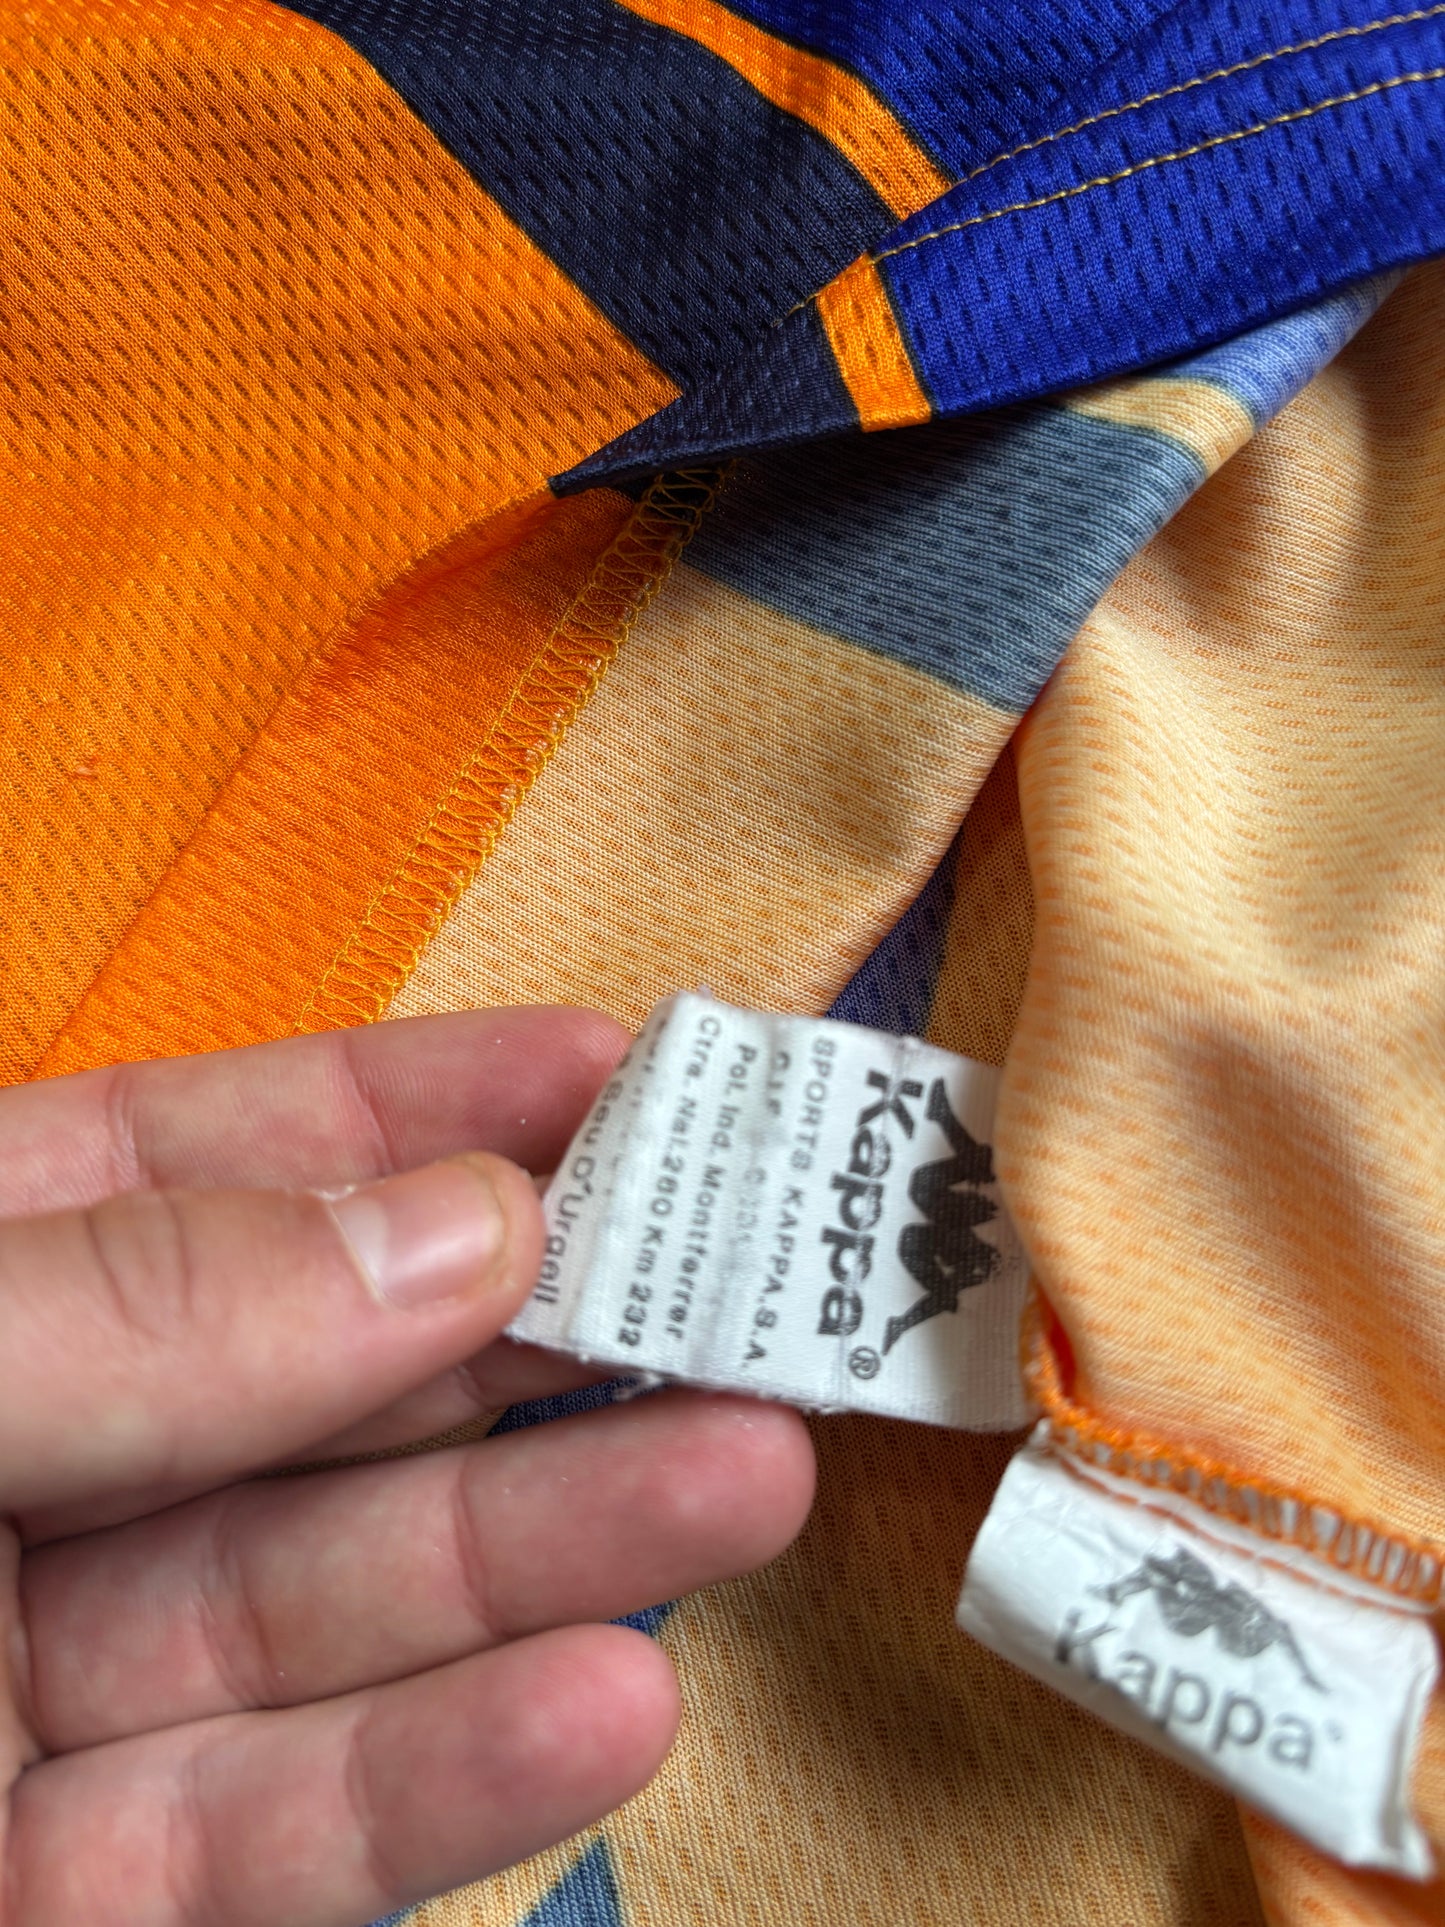 Kappa®
SPORTS KAPPA,S.A.
Pol.Ind.Montferrer
Ctra.Nal.260 Km 232
Seu d'Urgell
Kappa